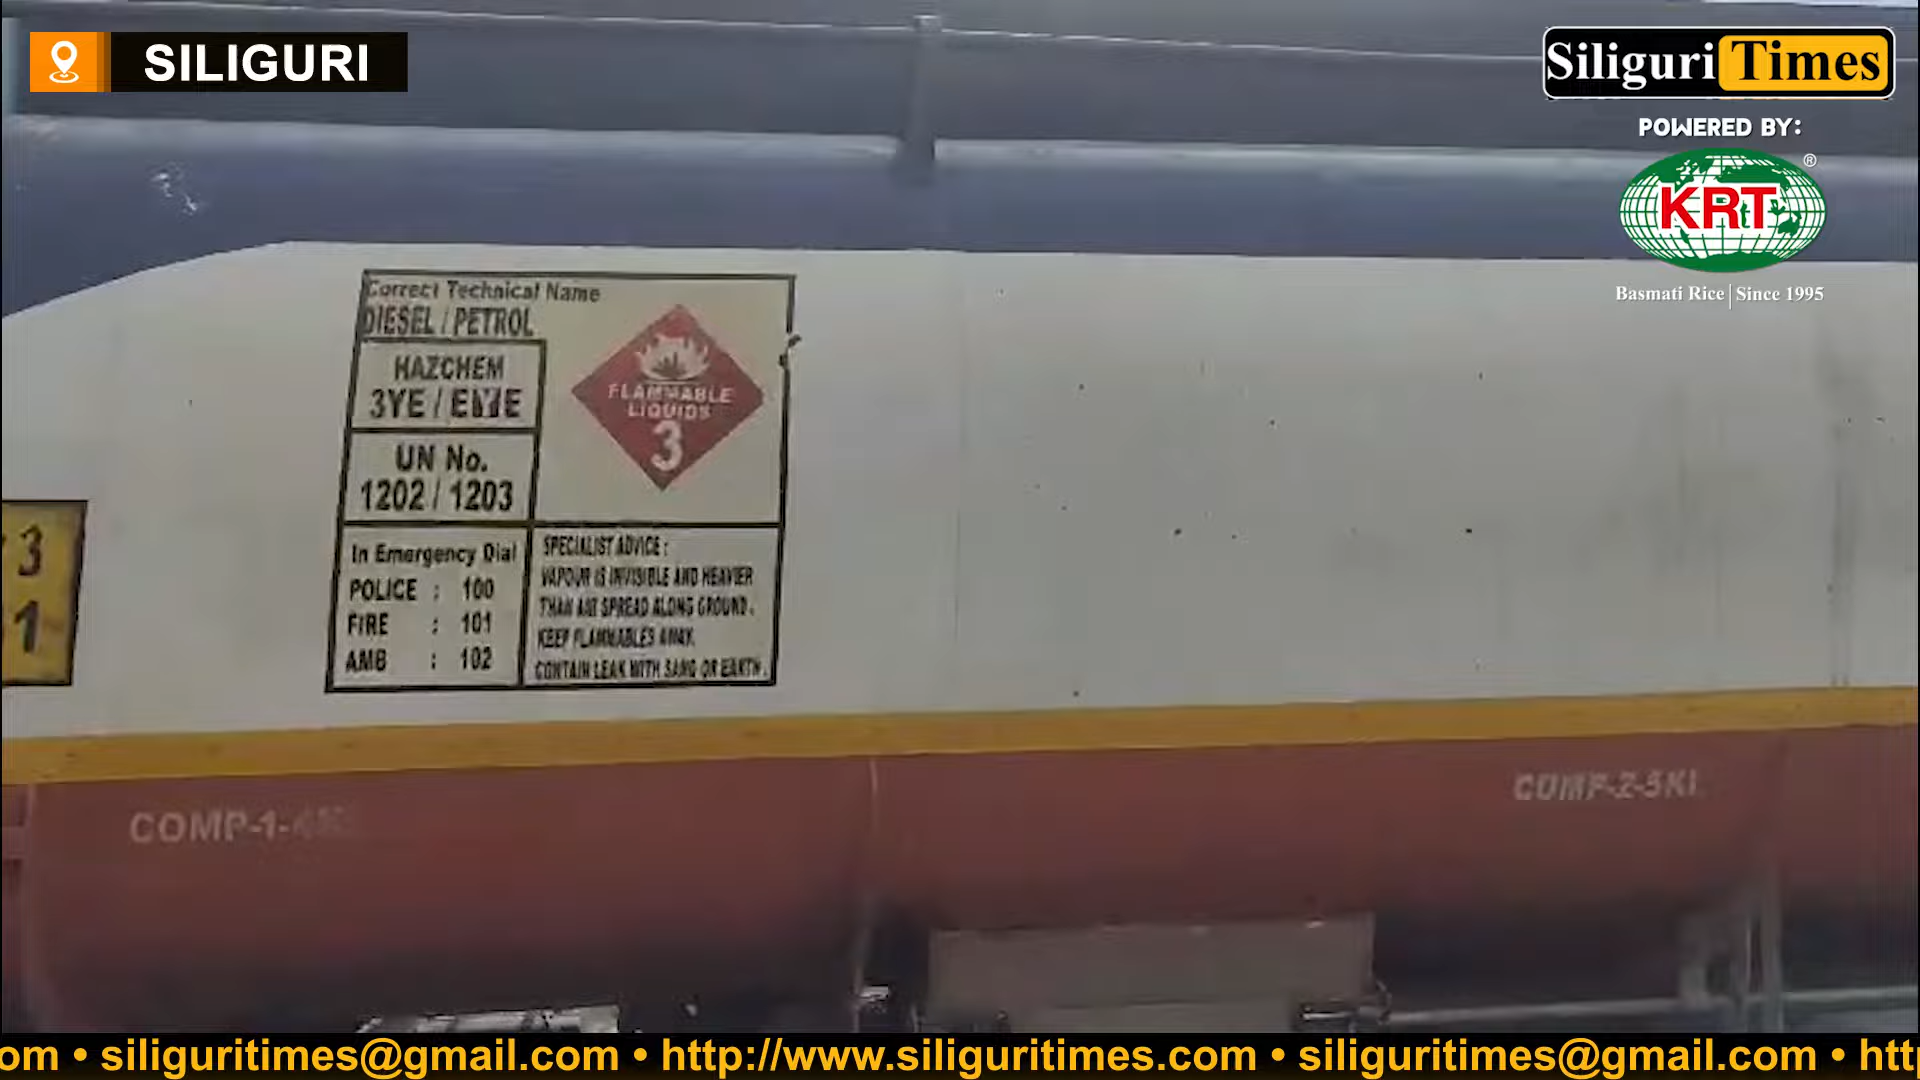 SILIGURI
Siliguri Times
POWERED BY:
KRT
®
Basmati Rice | Since 1995
Correct Technical Name
DIESEL / PETROL
HAZCHEM
3YE /
FLAMMABLE
LIQUIDS
3
UN No.
1202 / 1203
In Emergency Dial
POLICE : 100
FIRE : 101
AMB : 102
SPECIALIST ADVICE :
VAPOUR IS INVISIBLE AND HEAVIER
THAN AIR SPREAD ALONG GROUND.
KEEP FLAMMABLES AWAY.
CONTAIN LEAK WITH SAND OR EARTH.
3
1
COMP-1-
COMP-2-5KL
om • siliguritimes@gmail.com • http://www.siliguritimes.com • siliguritimes@gmail.com • htt